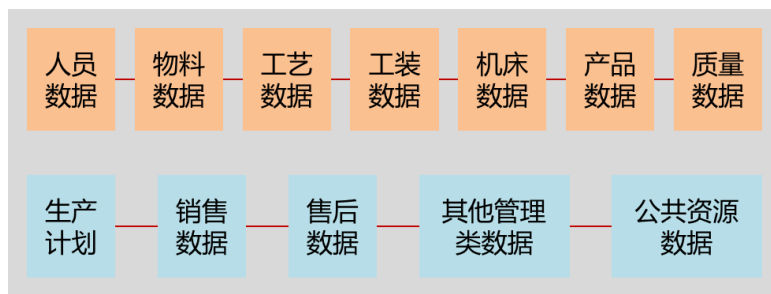 人员
数据
物料
数据
工艺
数据
工装
数据
机床
数据
产品
数据
质量
数据
生产
计划
销售
数据
售后
数据
其他管理
类数据
公共资源
数据